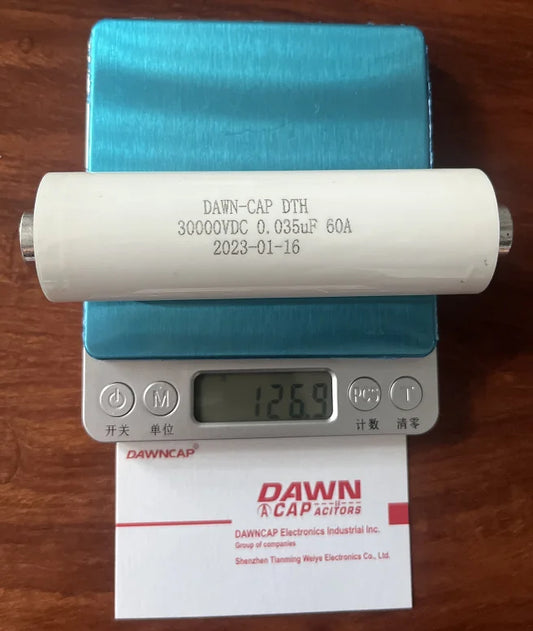 DAWN-CAP DTH
30000VDC 0.035uF 60A
2023-01-16
M
126.9
PCS
T
开关
单位
计数
清零
DAWNCAP®
DAWN
CAP ACITORS
DAWNCAP Electronics Industrial Inc.
Group of companies
Shenzhen Tianming Weiye Electronics Co., Ltd.